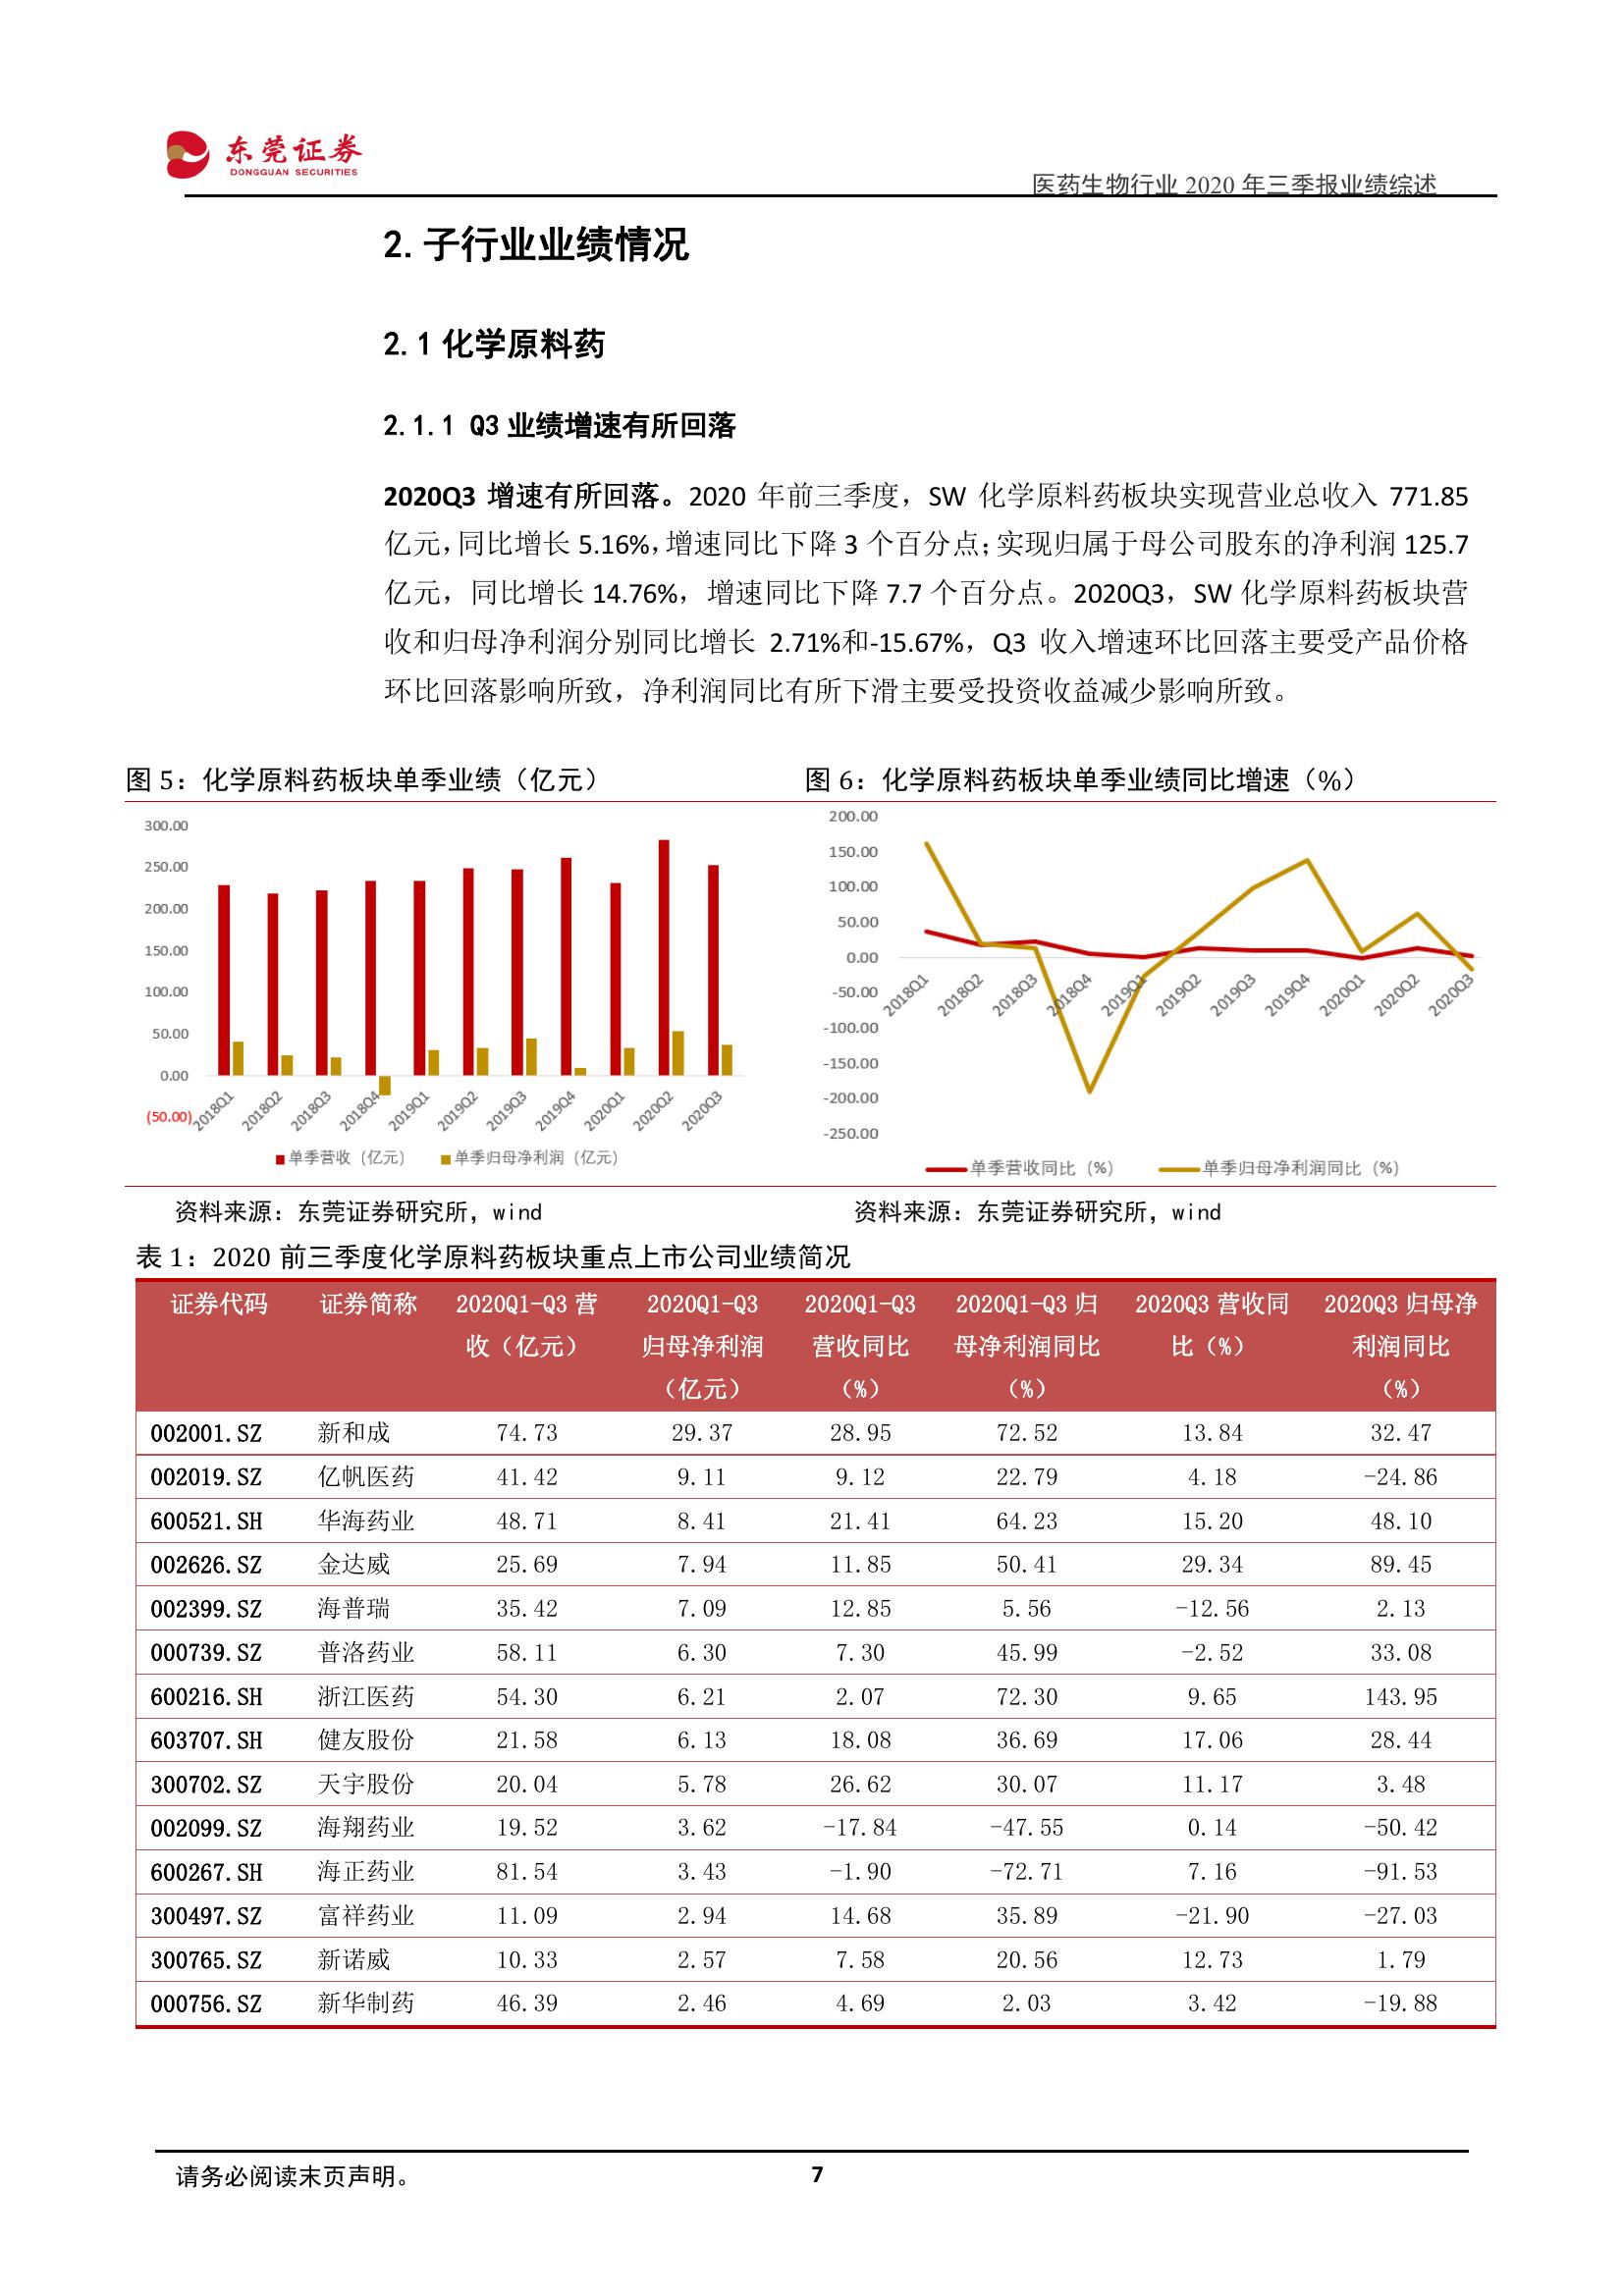 东莞证券
DONGGUAN SECURITIES
医药生物行业 2020 年三季报业绩综述
2.子行业业绩情况
2.1 化学原料药
2.1.1 Q3 业绩增速有所回落
2020Q3 增速有所回落。2020 年前三季度，SW 化学原料药板块实现营业总收入 771.85
亿元，同比增长 5.16%，增速同比下降 3 个百分点；实现归属于母公司股东的净利润 125.7
亿元，同比增长 14.76%，增速同比下降 7.7 个百分点。2020Q3，SW 化学原料药板块营
收和归母净利润分别同比增长 2.71%和-15.67%，Q3 收入增速环比回落主要受产品价格
环比回落影响所致，净利润同比有所下滑主要受投资收益减少影响所致。
图 5：化学原料药板块单季业绩（亿元）
300.00
250.00
200.00
150.00
100.00
50.00
0.00
(50.00)
2018Q1 2018Q2 2018Q3 2018Q4 2019Q1 2019Q2 2019Q3 2019Q4 2020Q1 2020Q2 2020Q3
单季营收（亿元） 单季归母净利润（亿元）
资料来源：东莞证券研究所，wind
图 6：化学原料药板块单季业绩同比增速（%）
200.00
150.00
100.00
50.00
0.00
-50.00
-100.00
-150.00
-200.00
-250.00
2018Q1 2018Q2 2018Q3 2018Q4 2019Q1 2019Q2 2019Q3 2019Q4 2020Q1 2020Q2 2020Q3
单季营收同比（%） 单季归母净利润同比（%）
资料来源：东莞证券研究所，wind
表 1：2020 前三季度化学原料药板块重点上市公司业绩简况
证券代码 证券简称 2020Q1-Q3 营 2020Q1-Q3 2020Q1-Q3 2020Q1-Q3 归 2020Q3 营收同 2020Q3 归母净
收（亿元） 归母净利润 营收同比 母净利润同比 比（%） 利润同比
（亿元） （%） （%） （%）
002001.SZ 新和成 74.73 29.37 28.95 72.52 13.84 32.47
002019.SZ 亿帆医药 41.42 9.11 9.12 22.79 4.18 -24.86
600521.SH 华海药业 48.71 8.41 21.41 64.23 15.20 48.10
002626.SZ 金达威 25.69 7.94 11.85 50.41 29.34 89.45
002399.SZ 海普瑞 35.42 7.09 12.85 5.56 -12.56 2.13
000739.SZ 普洛药业 58.11 6.30 7.30 45.99 -2.52 33.08
600216.SH 浙江医药 54.30 6.21 2.07 72.30 9.65 143.95
603707.SH 健友股份 21.58 6.13 18.08 36.69 17.06 28.44
300702.SZ 天宇股份 20.04 5.78 26.62 30.07 11.17 3.48
002099.SZ 海翔药业 19.52 3.62 -17.84 -47.55 0.14 -50.42
600267.SH 海正药业 81.54 3.43 -1.90 -72.71 7.16 -91.53
300497.SZ 富祥药业 11.09 2.94 14.68 35.89 -21.90 -27.03
300765.SZ 新诺威 10.33 2.57 7.58 20.56 12.73 1.79
000756.SZ 新华制药 46.39 2.46 4.69 2.03 3.42 -19.88
请务必阅读末页声明。
7